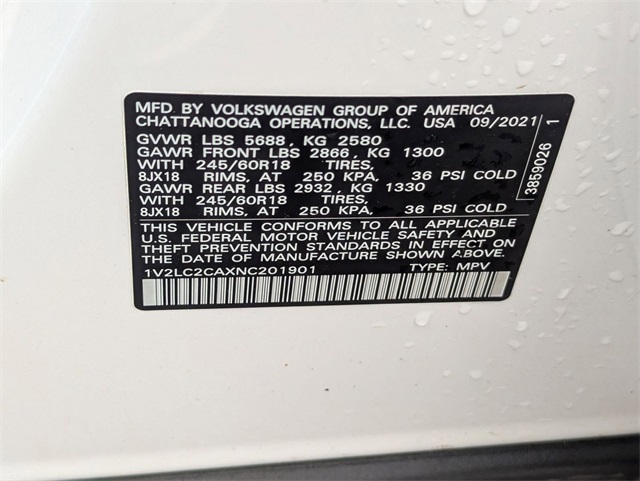 MFD BY VOLKSWAGEN GROUP OF AMERICA
CHATTANOOGA OPERATIONS, LLC. USA 09/2021
GVWR LBS 5688, KG 2580
GAWR FRONT LBS 2866, KG 1300
WITH 245/60R18 TIRES,
8JX18 RIMS, AT 250 KPA, 36 PSI COLD
GAWR REAR LBS 2932, KG 1330
WITH 245/60R18 TIRES,
8JX18 RIMS, AT 250 KPA, 36 PSI COLD
THIS VEHICLE CONFORMS TO ALL APPLICABLE
U.S. FEDERAL MOTOR VEHICLE SAFETY AND
THEFT PREVENTION STANDARDS IN EFFECT ON
THE DATE OF MANUFACTURE SHOWN ABOVE.
1V2LC2CAXNC201901 TYPE: MPV
3859026 1